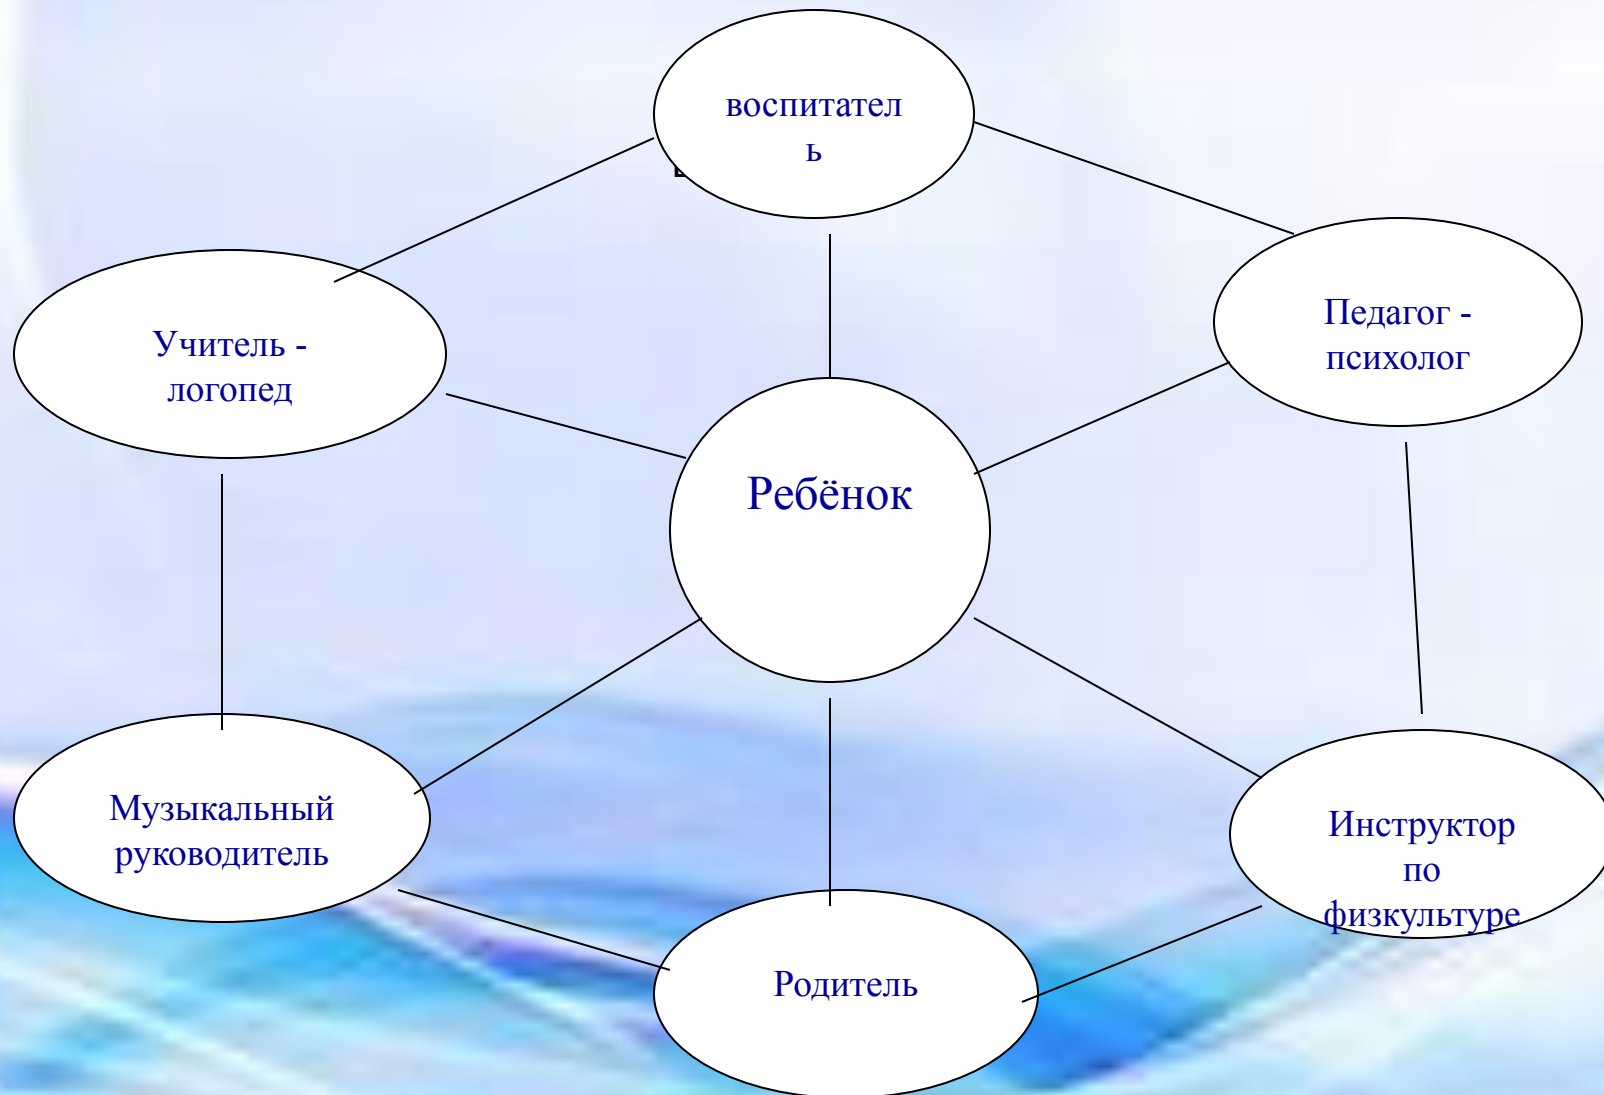 воспитател
ь
Педагог -
психолог
Учитель -
логопед
Ребёнок
Музыкальный
руководитель
Инструктор
по
физкультуре
Родитель